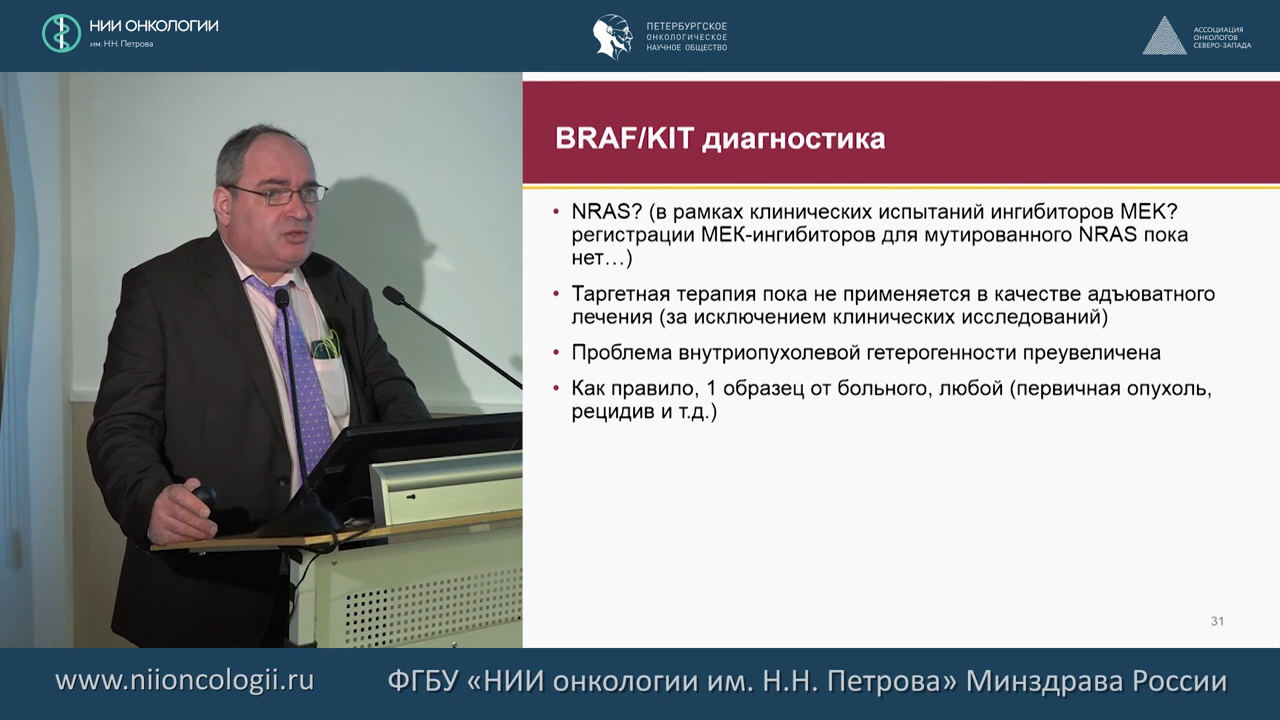 НИИ ОНКОЛОГИИ
им. Н.Н. Петрова
ПЕТЕРБУРГСКОЕ
ОНКОЛОГИЧЕСКОЕ
НАУЧНОЕ ОБЩЕСТВО
АССОЦИАЦИЯ
ОНКОЛОГОВ
СЕВЕРО-ЗАПАДА
BRAF/KIT диагностика
• NRAS? (в рамках клинических испытаний ингибиторов MEK?
регистрации МЕК-ингибиторов для мутированного NRAS пока
нет…)
• Таргетная терапия пока не применяется в качестве адъюватного
лечения (за исключением клинических исследований)
• Проблема внутриопухолевой гетерогенности преувеличена
• Как правило, 1 образец от больного, любой (первичная опухоль,
рецидив и т.д.)
31
www.niioncologii.ru
ФГБУ «НИИ онкологии им. Н.Н. Петрова» Минздрава России